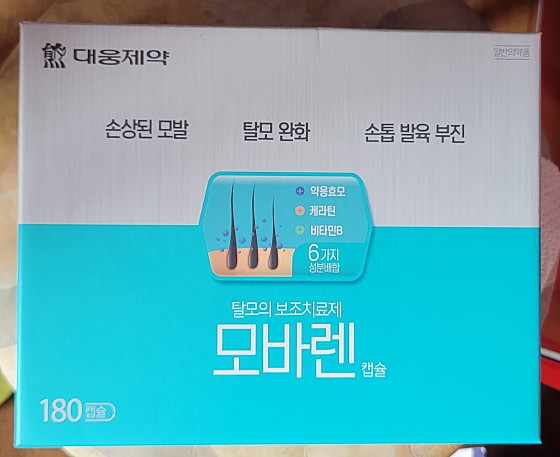 대웅제약
일반의약품
손상된 모발 탈모 완화 손톱 발육 부진
약용효모
케라틴
비타민B
6가지
성분배합
탈모의 보조치료제
모바렌 캡슐
180캡슐